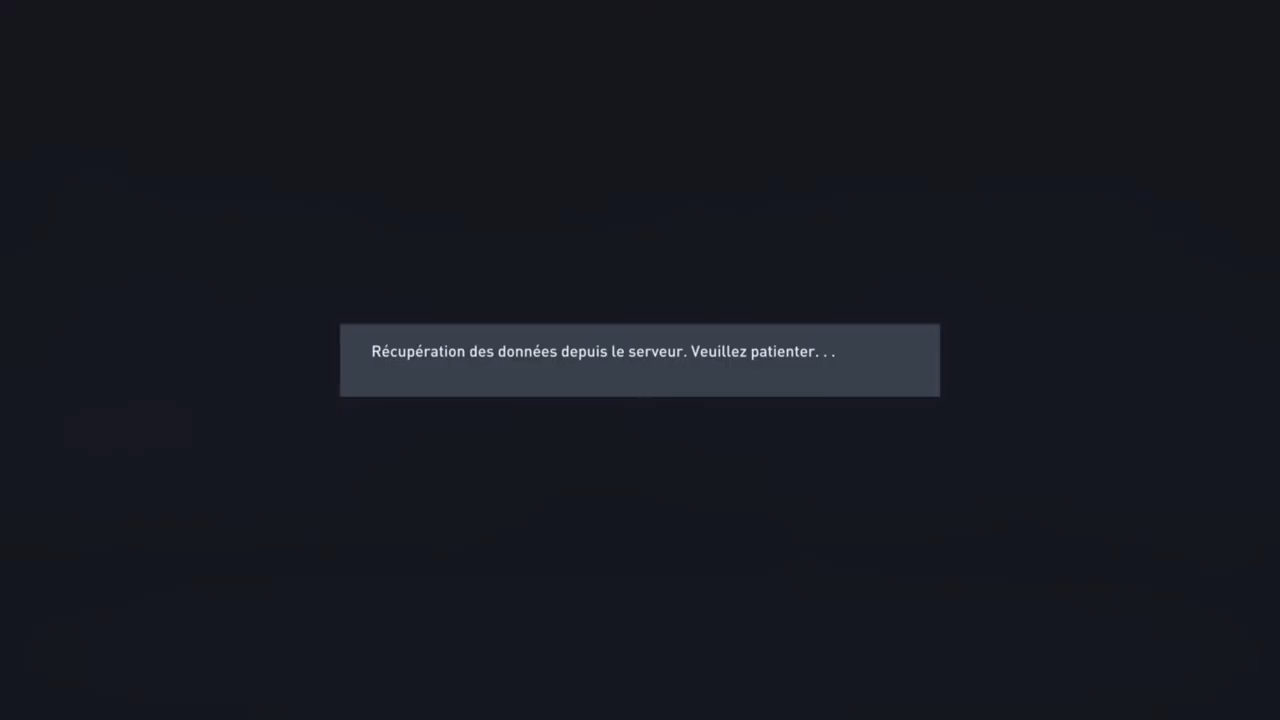 Récupération des données depuis le serveur. Veuillez patienter. . .